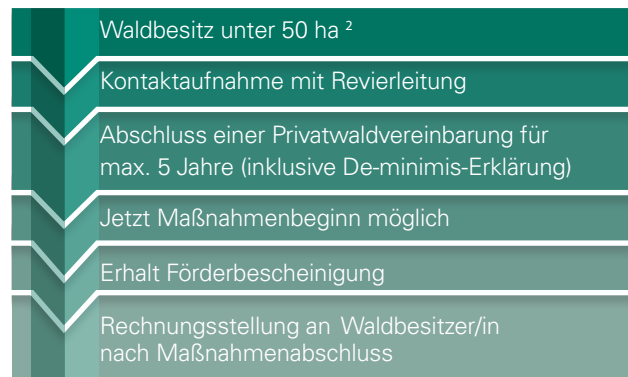 Waldbesitz unter 50 ha ²
Kontaktaufnahme mit Revierleitung
Abschluss einer Privatwaldvereinbarung für
max. 5 Jahre (inklusive De-minimis-Erklärung)
Jetzt Maßnahmenbeginn möglich
Erhalt Förderbescheinigung
Rechnungsstellung an Waldbesitzer/in
nach Maßnahmenabschluss